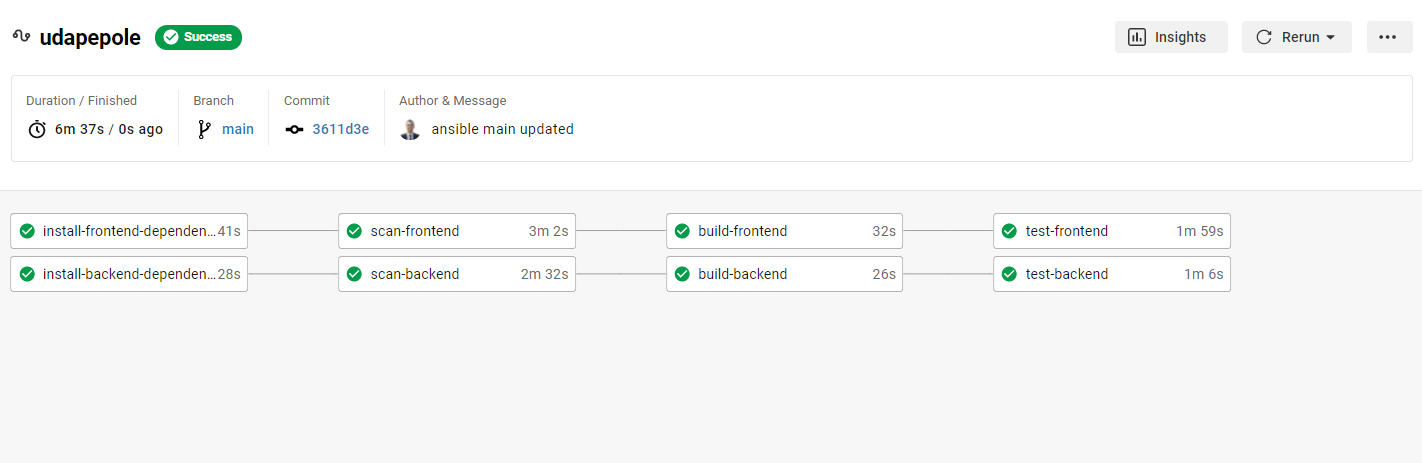 udapepole Success Insights Rerun
Duration / Finished Branch Commit Author & Message
6m 37s / 0s ago main 3611d3e ansible main updated
install-frontend-dependen... 41s scan-frontend 3m 2s build-frontend 32s test-frontend 1m 59s
install-backend-dependen... 28s scan-backend 2m 32s build-backend 26s test-backend 1m 6s